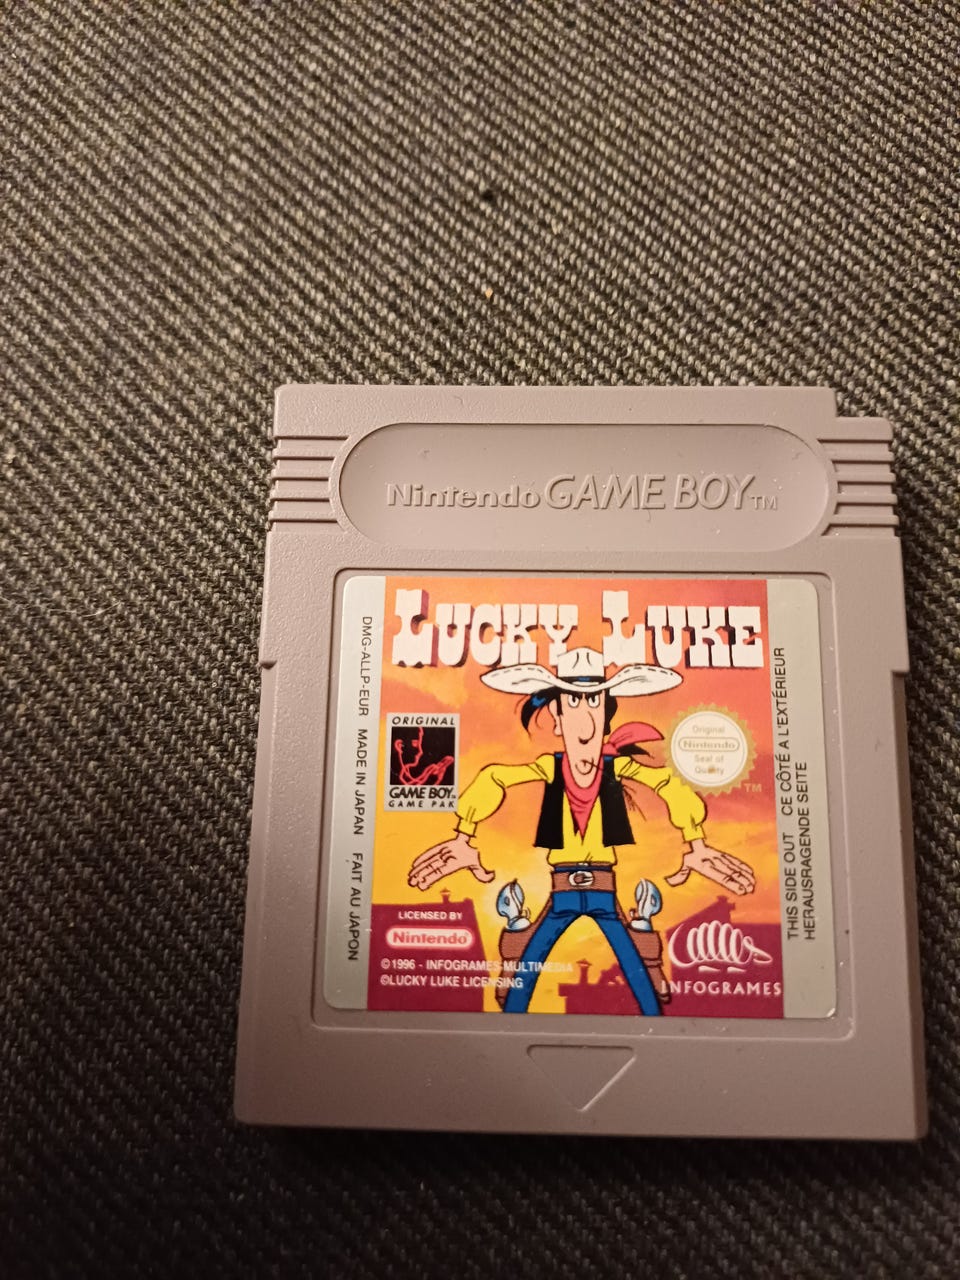 Nintendo GAME BOY TM
LUCKY LUKE
DMG-ALLP-EUR MADE IN JAPAN FAIT AU JAPON
ORIGINAL
GAME BOY TM
GAME PAK
Original
Nintendo
Seal of
Quality
TM
LICENSED BY
Nintendo
©1996 - INFOGRAMES MULTIMEDIA
©LUCKY LUKE LICENSING
INFOGRAMES
THIS SIDE OUT CE CÔTÉ A L'EXTÉRIEUR
HERAUSRAGENDE SEITE